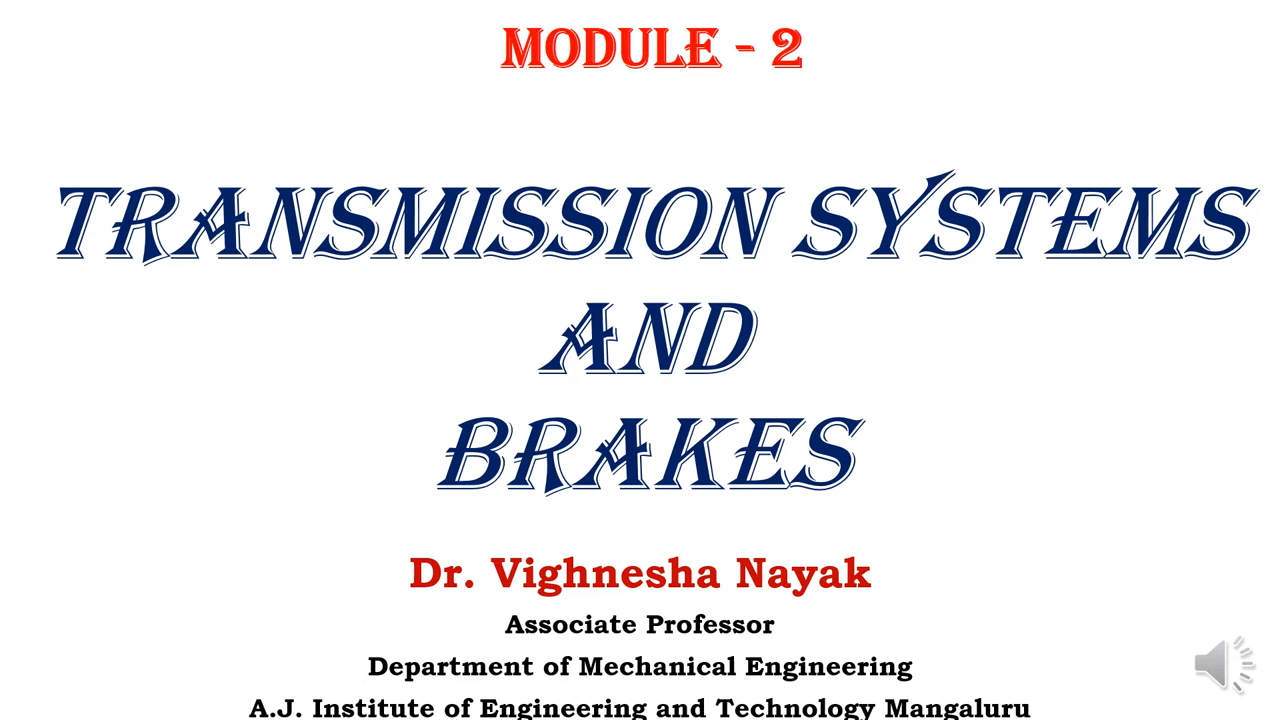 MODULE - 2
TRANSMISSION SYSTEMS
AND
BRAKES
Dr. Vighnesha Nayak
Associate Professor
Department of Mechanical Engineering
A.J. Institute of Engineering and Technology Mangaluru